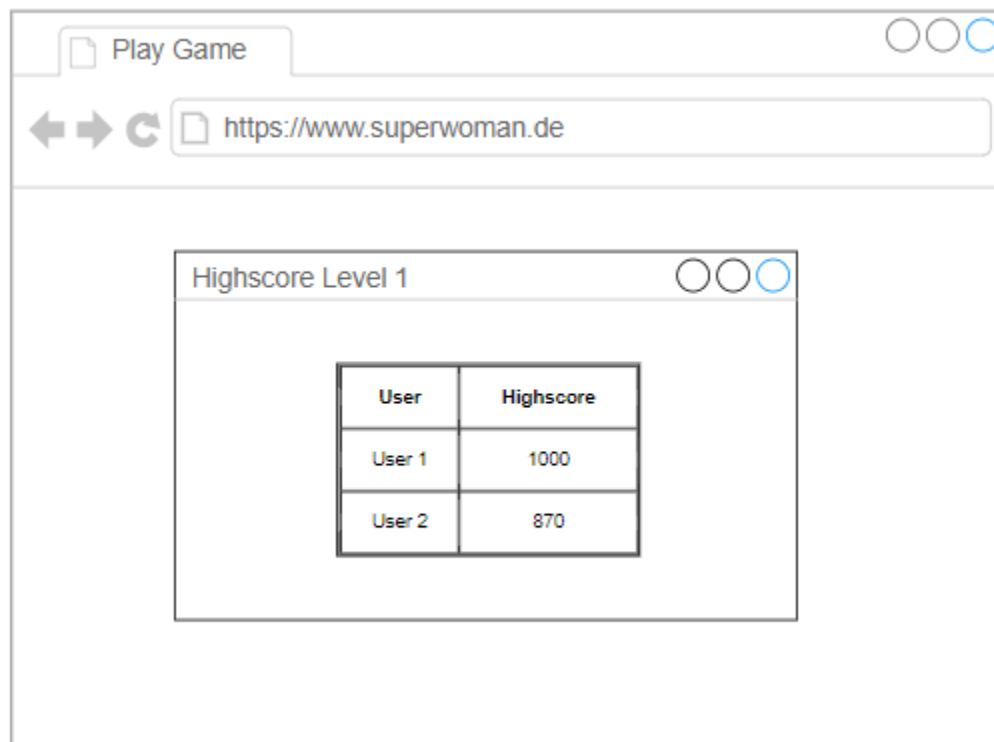 Play Game
https://www.superwoman.de
Highscore Level 1
User Highscore
User 1 1000
User 2 870